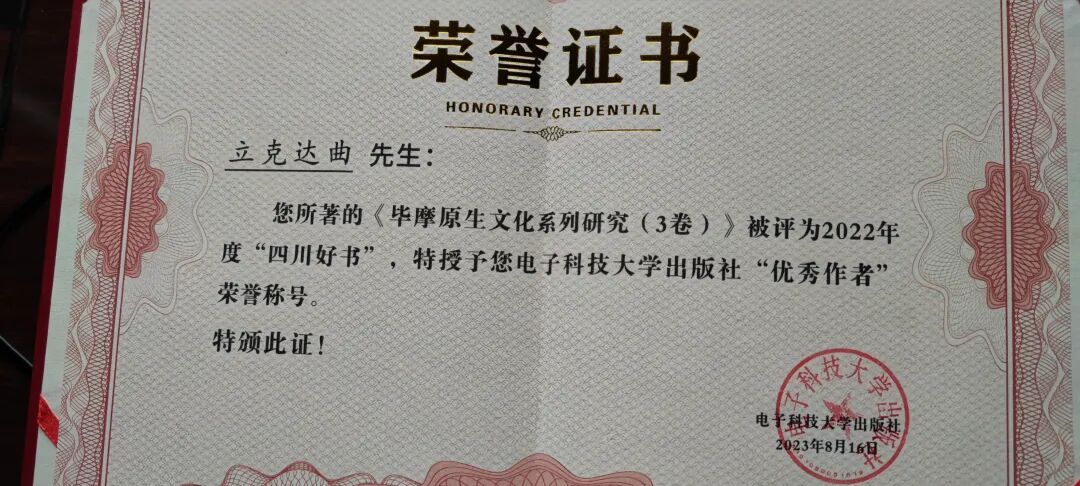 荣誉证书
HONORARY CREDENTIAL
立克达曲 先生：
您所著的《毕摩原生文化系列研究（3卷）》被评为2022年
度“四川好书”，特授予您电子科技大学出版社“优秀作者”
荣誉称号。
特颁此证！
电子科技大学出版社
电子科技大学出版社
2023年8月16日